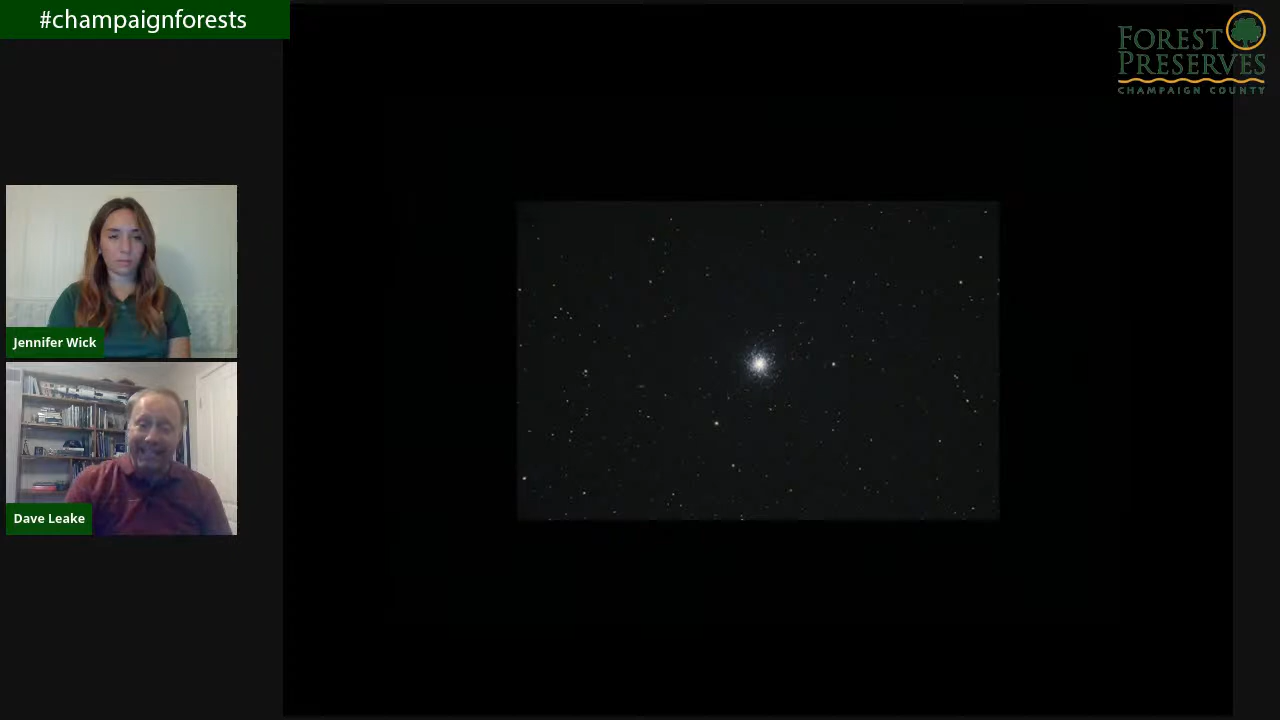 #champaignforests
FOREST
PRESERVES
CHAMPAIGN COUNTY
Jennifer Wick
Dave Leake